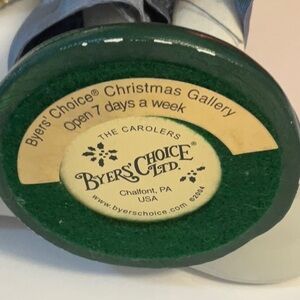 Byers' Choice® Christmas Gallery
Open 7 days a week
THE CAROLERS
BYERS' CHOICE®
LTD.
Chalfont, PA
USA
www.byerschoice.com ©2004